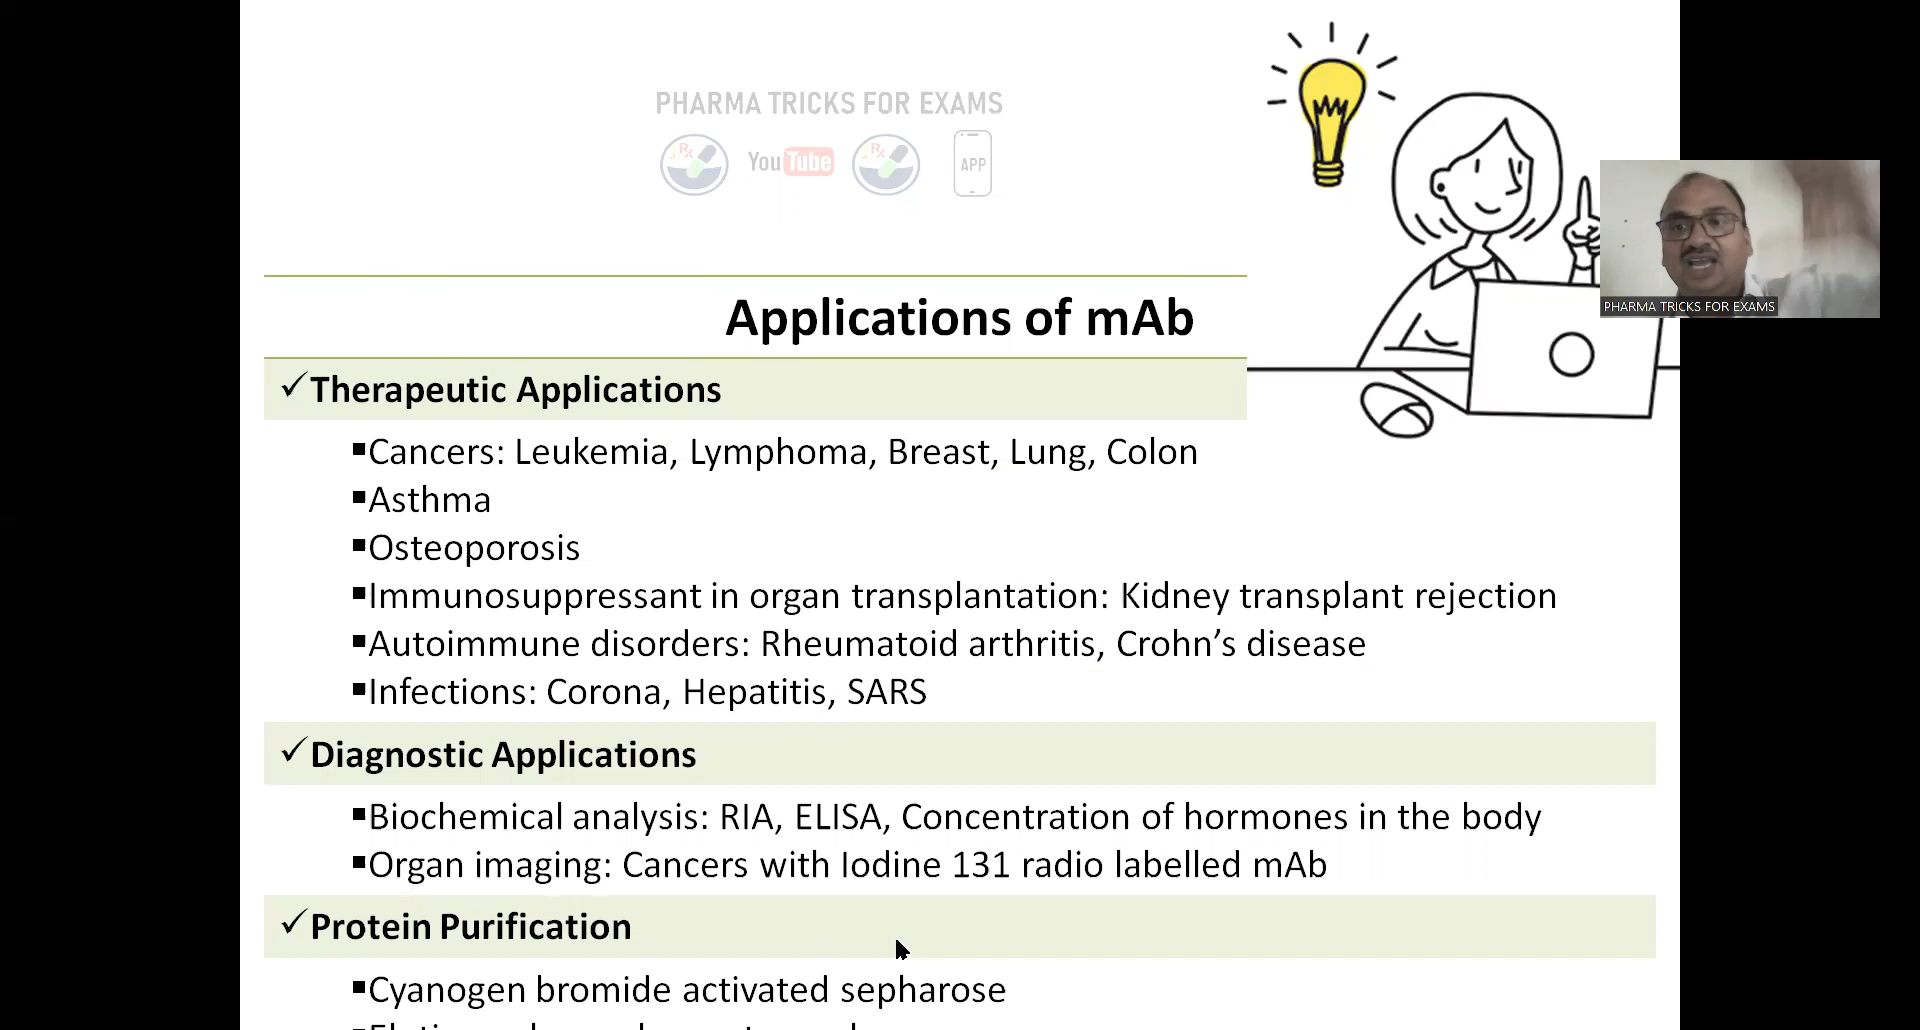 PHARMA TRICKS FOR EXAMS
Rx YouTube Rx APP
PHARMA TRICKS FOR EXAMS
Applications of mAb
✓Therapeutic Applications
▪Cancers: Leukemia, Lymphoma, Breast, Lung, Colon
▪Asthma
▪Osteoporosis
▪Immunosuppressant in organ transplantation: Kidney transplant rejection
▪Autoimmune disorders: Rheumatoid arthritis, Crohn’s disease
▪Infections: Corona, Hepatitis, SARS
✓Diagnostic Applications
▪Biochemical analysis: RIA, ELISA, Concentration of hormones in the body
▪Organ imaging: Cancers with Iodine 131 radio labelled mAb
✓Protein Purification
▪Cyanogen bromide activated sepharose